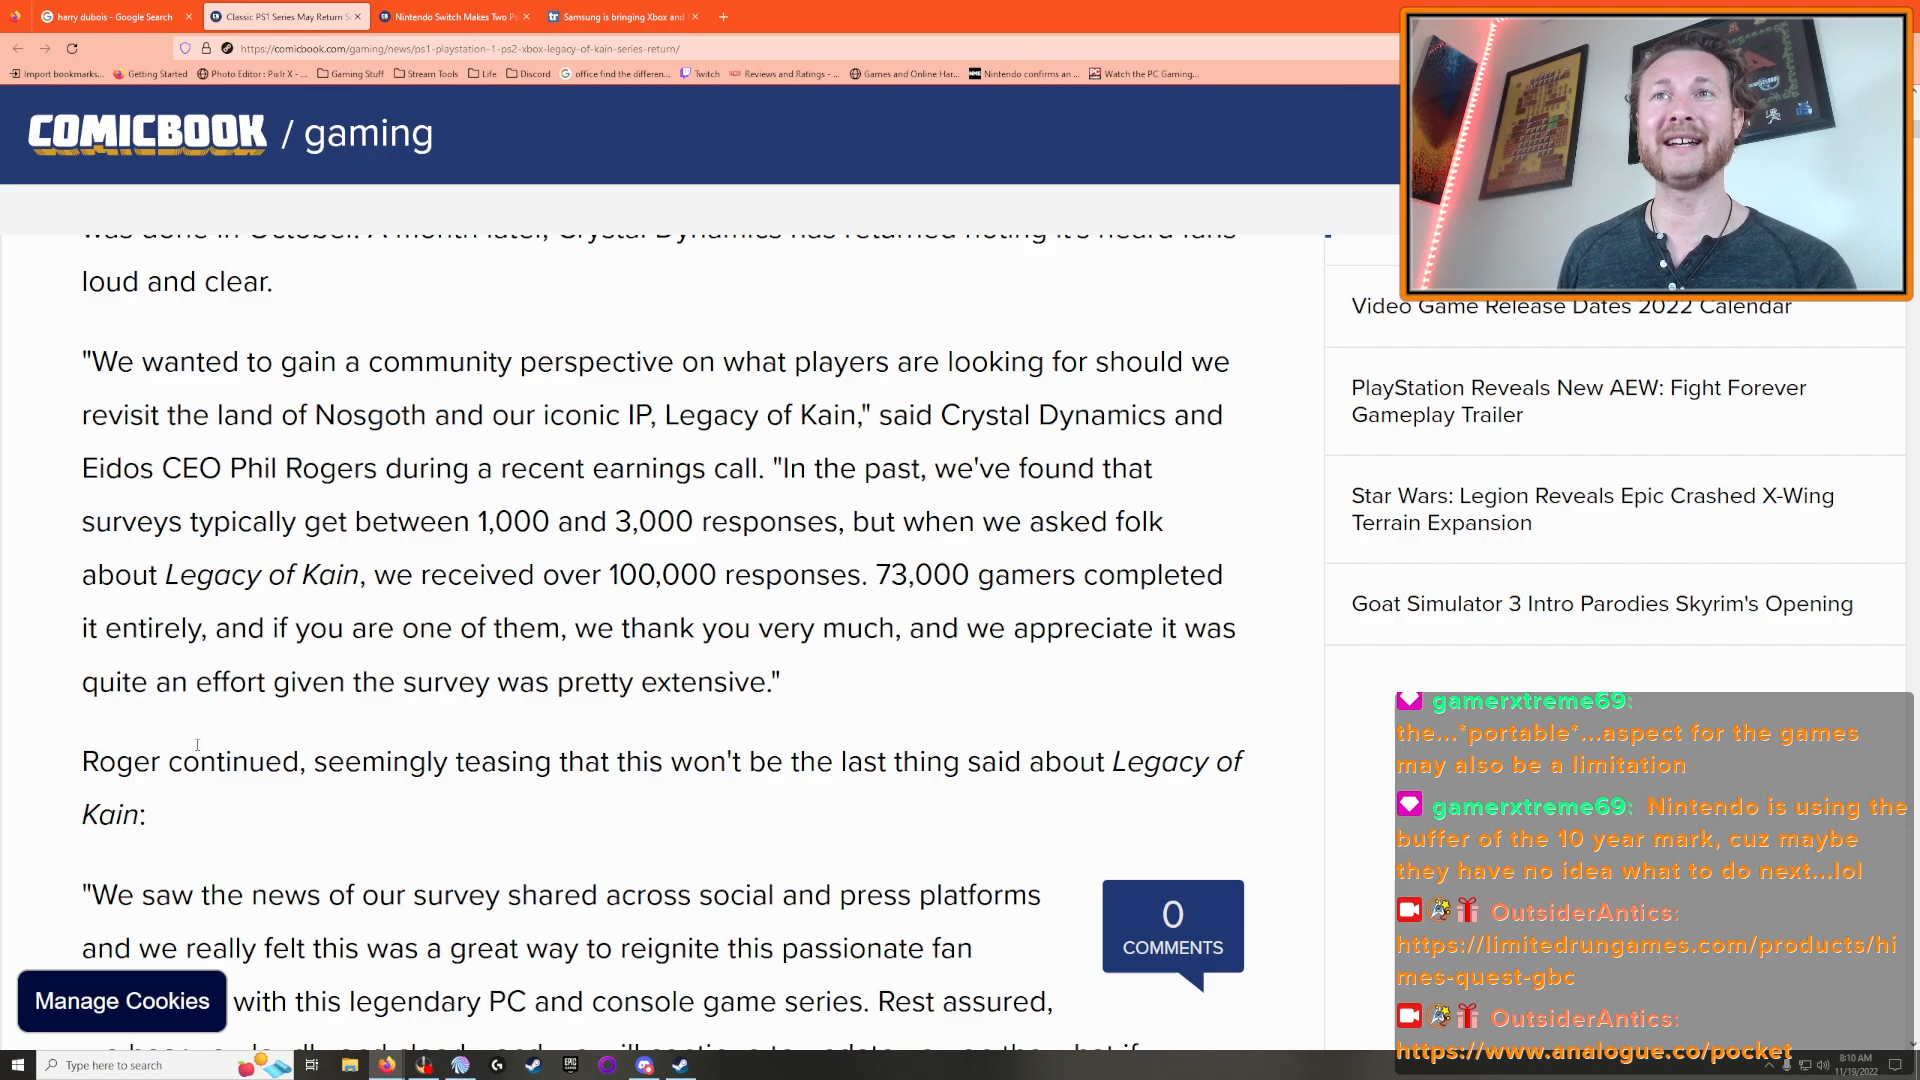 harry dubois - Google Search
Classic PS1 Series May Return S
Nintendo Switch Makes Two Po
tr Samsung is bringing Xbox and
https://comicbook.com/gaming/news/ps1-playstation-1-ps2-xbox-legacy-of-kain-series-return/
Import bookmarks... Getting Started Photo Editor : Pixlr X - ... Gaming Stuff Stream Tools Life Discord office find the differen... Twitch Reviews and Ratings - ... Games and Online Har... Nintendo confirms an ... Watch the PC Gaming...
COMICBOOK / gaming
was done in October. A month later, Crystal Dynamics has returned noting it's heard fans
loud and clear.
"We wanted to gain a community perspective on what players are looking for should we
revisit the land of Nosgoth and our iconic IP, Legacy of Kain," said Crystal Dynamics and
Eidos CEO Phil Rogers during a recent earnings call. "In the past, we've found that
surveys typically get between 1,000 and 3,000 responses, but when we asked folk
about Legacy of Kain, we received over 100,000 responses. 73,000 gamers completed
it entirely, and if you are one of them, we thank you very much, and we appreciate it was
quite an effort given the survey was pretty extensive."
Roger continued, seemingly teasing that this won't be the last thing said about Legacy of
Kain:
"We saw the news of our survey shared across social and press platforms
and we really felt this was a great way to reignite this passionate fan
with this legendary PC and console game series. Rest assured,
0
COMMENTS
Manage Cookies
Video Game Release Dates 2022 Calendar
PlayStation Reveals New AEW: Fight Forever
Gameplay Trailer
Star Wars: Legion Reveals Epic Crashed X-Wing
Terrain Expansion
Goat Simulator 3 Intro Parodies Skyrim's Opening
gamerxtreme69:
the...*portable*...aspect for the games
may also be a limitation
gamerxtreme69: Nintendo is using the
buffer of the 10 year mark, cuz maybe
they have no idea what to do next...lol
OutsiderAntics:
https://limitedrungames.com/products/hi
mes-quest-gbc
OutsiderAntics:
https://www.analogue.co/pocket
Type here to search
8:10 AM
11/19/2022